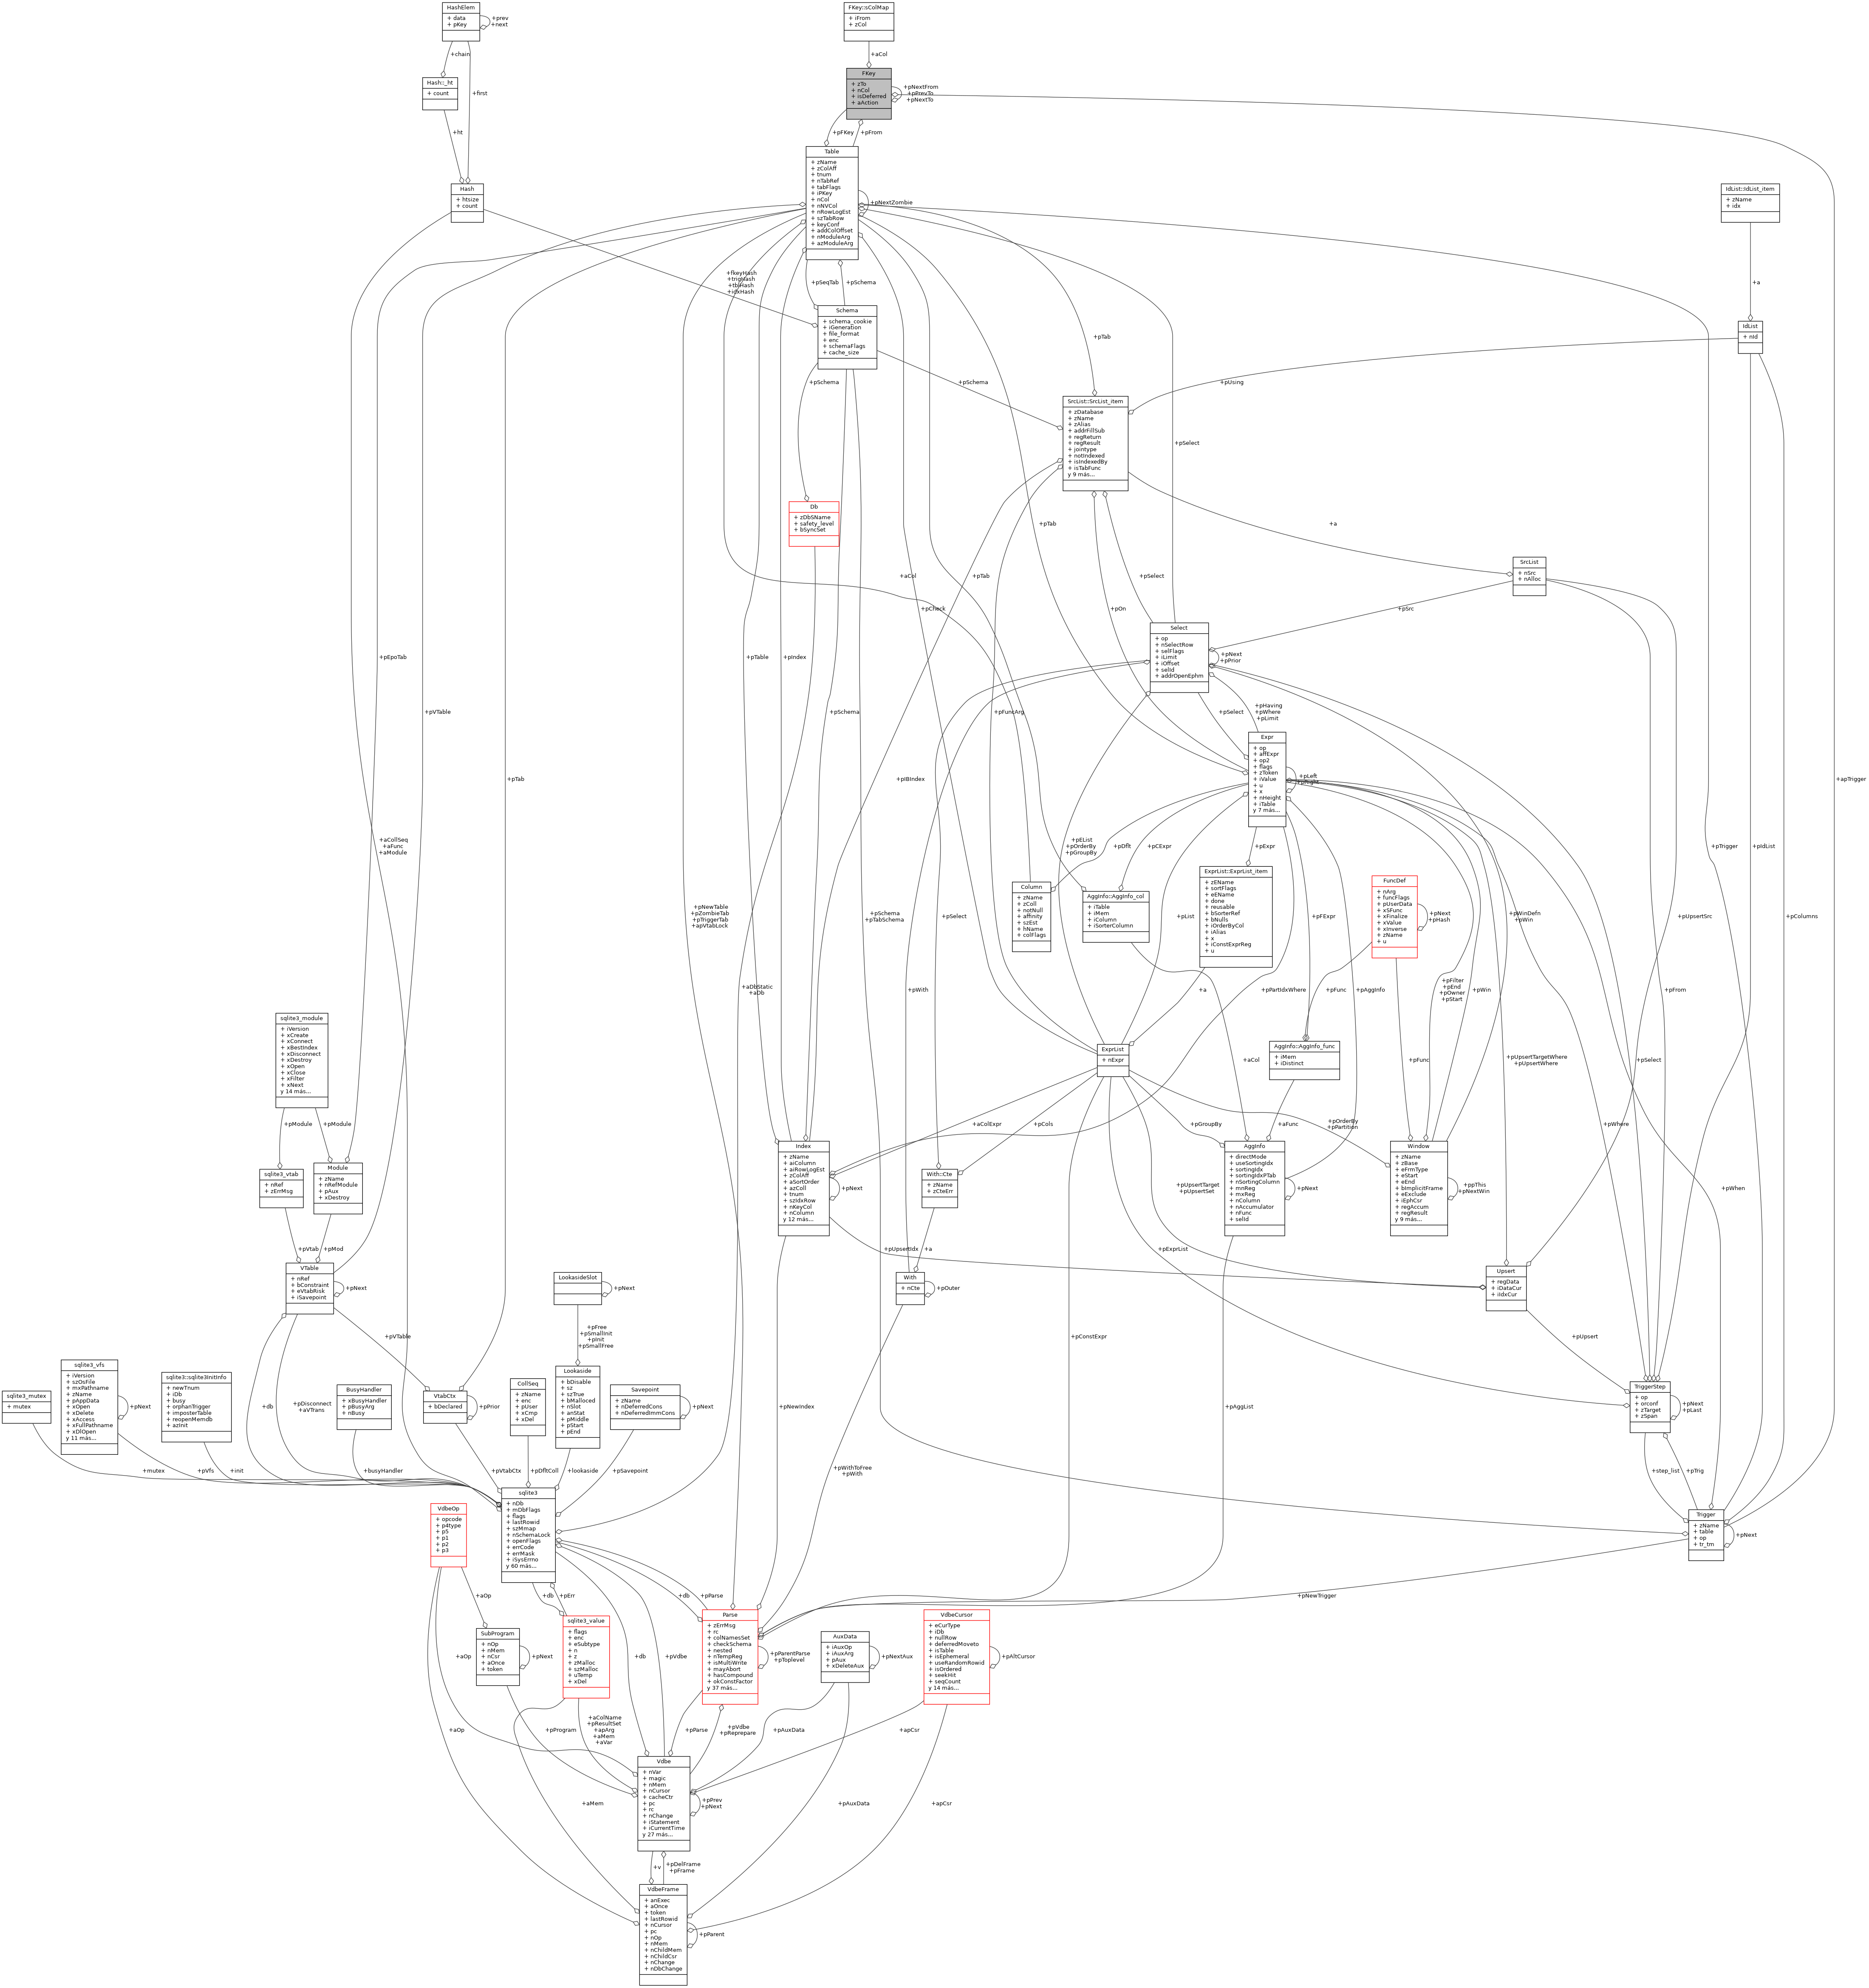 HashElem
+ data
+ pKey
+prev
+next
FKey::sColMap
+ iFrom
+ zCol
+chain
+aCol
Hash::_ht
+ count
+first
FKey
+ zTo
+ nCol
+ isDeferred
+ aAction
+pNextFrom
+pPrevTo
+pNextTo
+ht
+pFKey
+pFrom
Hash
+ htsize
+ count
Table
+ zName
+ zColAff
+ tnum
+ nTabRef
+ tabFlags
+ iPKey
+ nCol
+ nNVCol
+ nRowLogEst
+ szTabRow
+ keyConf
+ addColOffset
+ nModuleArg
+ azModuleArg
+pNextZombie
IdList::IdList_item
+ zName
+ idx
+fkeyHash
+trigHash
+tblHash
+idxHash
+pSeqTab
+pSchema
+a
Schema
+ schema_cookie
+ iGeneration
+ file_format
+ enc
+ schemaFlags
+ cache_size
+pTab
IdList
+ nId
+pSchema
+pSchema
+pUsing
SrcList::SrcList_item
+ zDatabase
+ zName
+ zAlias
+ addrFillSub
+ regReturn
+ regResult
+ jointype
+ notIndexed
+ isIndexedBy
+ isTabFunc
y 9 más...
+pSelect
Db
+ zDbSName
+ safety_level
+ bSyncSet
+pTab
+a
SrcList
+ nSrc
+ nAlloc
+aCol
+pTab
+pSelect
+pCheck
+pOn
+pSrc
Select
+ op
+ nSelectRow
+ selFlags
+ iLimit
+ iOffset
+ selId
+ addrOpenEphm
+pNext
+pPrior
+pEpoTab
+pTable
+pIndex
+pVTable
+pSchema
+pFuncArg
+pSelect
+pHaving
+pWhere
+pLimit
Expr
+ op
+ affExpr
+ op2
+ flags
+ zToken
+ iValue
+ u
+ x
+ nHeight
+ iTable
y 7 más...
+pLeft
+pTab
+pIBIndex
+apTrigger
+aCollSeq
+aFunc
+aModule
+pEList
+pOrderBy
+pGroupBy
+pDflt
+pCExpr
+pExpr
+pTrigger
+pIdList
Column
+ zName
+ zColl
+ notNull
+ affinity
+ szEst
+ hName
+ colFlags
AggInfo::AggInfo_col
+ iTable
+ iMem
+ iColumn
+ iSorterColumn
ExprList::ExprList_item
+ zEName
+ sortFlags
+ eEName
+ done
+ reusable
+ bSorterRef
+ bNulls
+ iOrderByCol
+ iAlias
+ x
+ iConstExprReg
+ u
FuncDef
+ nArg
+ funcFlags
+ pUserData
+ xSFunc
+ xFinalize
+ xValue
+ xInverse
+ zName
+ u
+pNext
+pHash
+pNewTable
+pZombieTab
+pTriggerTab
+apVtabLock
+pSchema
+pTabSchema
+pSelect
+pList
+pFExpr
+pWinDefn
+pWin
+pUpsertSrc
+pColumns
+aDbStatic
+aDb
+pWith
+a
+pPartIdxWhere
+pFunc
+pAggInfo
+pFilter
+pEnd
+pOwner
+pStart
+pWin
+pFrom
sqlite3_module
+ iVersion
+ xCreate
+ xConnect
+ xBestIndex
+ xDisconnect
+ xDestroy
+ xOpen
+ xClose
+ xFilter
+ xNext
y 14 más...
ExprList
+ nExpr
+aCol
AggInfo::AggInfo_func
+ iMem
+ iDistinct
+pFunc
+pUpsertTargetWhere
+pUpsertWhere
+pSelect
+pModule
+pModule
+aColExpr
+pCols
+pGroupBy
+aFunc
+pOrderBy
+pPartition
+pWhere
sqlite3_vtab
+ nRef
+ zErrMsg
Module
+ zName
+ nRefModule
+ pAux
+ xDestroy
Index
+ zName
+ aiColumn
+ aiRowLogEst
+ zColAff
+ aSortOrder
+ azColl
+ tnum
+ szIdxRow
+ nKeyCol
+ nColumn
y 12 más...
+pNext
With::Cte
+ zName
+ zCteErr
+pUpsertTarget
+pUpsertSet
AggInfo
+ directMode
+ useSortingIdx
+ sortingIdx
+ sortingIdxPTab
+ nSortingColumn
+ mnReg
+ mxReg
+ nColumn
+ nAccumulator
+ nFunc
+ selId
+pNext
Window
+ zName
+ zBase
+ eFrmType
+ eStart
+ eEnd
+ bImplicitFrame
+ eExclude
+ iEphCsr
+ regAccum
+ regResult
y 9 más...
+ppThis
+pNextWin
+pWhen
+pVtab
+pMod
+pUpsertIdx
+a
+pExprList
VTable
+ nRef
+ bConstraint
+ eVtabRisk
+ iSavepoint
+pNext
LookasideSlot
+pNext
With
+ nCte
+pOuter
Upsert
+ regData
+ iDataCur
+ iIdxCur
+pVTable
+pFree
+pSmallInit
+pInit
+pSmallFree
+pConstExpr
+pUpsert
sqlite3_mutex
+ mutex
sqlite3_vfs
+ iVersion
+ szOsFile
+ mxPathname
+ zName
+ pAppData
+ xOpen
+ xDelete
+ xAccess
+ xFullPathname
+ xDlOpen
y 11 más...
+pNext
sqlite3::sqlite3InitInfo
+ newTnum
+ iDb
+ busy
+ orphanTrigger
+ imposterTable
+ reopenMemdb
+ azInit
+db
+pDisconnect
+aVTrans
BusyHandler
+ xBusyHandler
+ pBusyArg
+ nBusy
VtabCtx
+ bDeclared
+pPrior
CollSeq
+ zName
+ enc
+ pUser
+ xCmp
+ xDel
Lookaside
+ bDisable
+ sz
+ szTrue
+ bMalloced
+ nSlot
+ anStat
+ pMiddle
+ pStart
+ pEnd
Savepoint
+ zName
+ nDeferredCons
+ nDeferredImmCons
+pNext
+pNewIndex
+pAggList
TriggerStep
+ op
+ orconf
+ zTarget
+ zSpan
+pNext
+pLast
+mutex
+pVfs
+init
+busyHandler
+pVtabCtx
+pDfltColl
+lookaside
+pSavepoint
+pWithToFree
+pWith
+step_list
+pTrig
sqlite3
+ nDb
+ mDbFlags
+ flags
+ lastRowid
+ szMmap
+ nSchemaLock
+ openFlags
+ errCode
+ errMask
+ iSysErrno
y 60 más...
VdbeOp
+ opcode
+ p4type
+ p5
+ p1
+ p2
+ p3
Trigger
+ zName
+ table
+ op
+ tr_tm
+pNext
+aOp
+db
+pErr
+db
+pParse
+pNewTrigger
SubProgram
+ nOp
+ nMem
+ nCsr
+ aOnce
+ token
+pNext
sqlite3_value
+ flags
+ enc
+ eSubtype
+ n
+ z
+ zMalloc
+ szMalloc
+ uTemp
+ xDel
+db
+pVdbe
Parse
+ zErrMsg
+ rc
+ colNamesSet
+ checkSchema
+ nested
+ nTempReg
+ isMultiWrite
+ mayAbort
+ hasCompound
+ okConstFactor
y 37 más...
+pParentParse
+pToplevel
AuxData
+ iAuxOp
+ iAuxArg
+ pAux
+ xDeleteAux
+pNextAux
VdbeCursor
+ eCurType
+ iDb
+ nullRow
+ deferredMoveto
+ isTable
+ isEphemeral
+ useRandomRowid
+ isOrdered
+ seekHit
+ seqCount
y 14 más...
+pAltCursor
+aOp
+aOp
+pProgram
+aColName
+pResultSet
+apArg
+aMem
+aVar
+pParse
+pVdbe
+pReprepare
+pAuxData
+apCsr
Vdbe
+ nVar
+ magic
+ nMem
+ nCursor
+ cacheCtr
+ pc
+ rc
+ nChange
+ iStatement
+ iCurrentTime
y 27 más...
+pPrev
+pNext
+aMem
+pAuxData
+apCsr
+v
+pDelFrame
+pFrame
VdbeFrame
+ anExec
+ aOnce
+ token
+ lastRowid
+ nCursor
+ pc
+ nOp
+ nMem
+ nChildMem
+ nChildCsr
+ nChange
+ nDbChange
+pParent